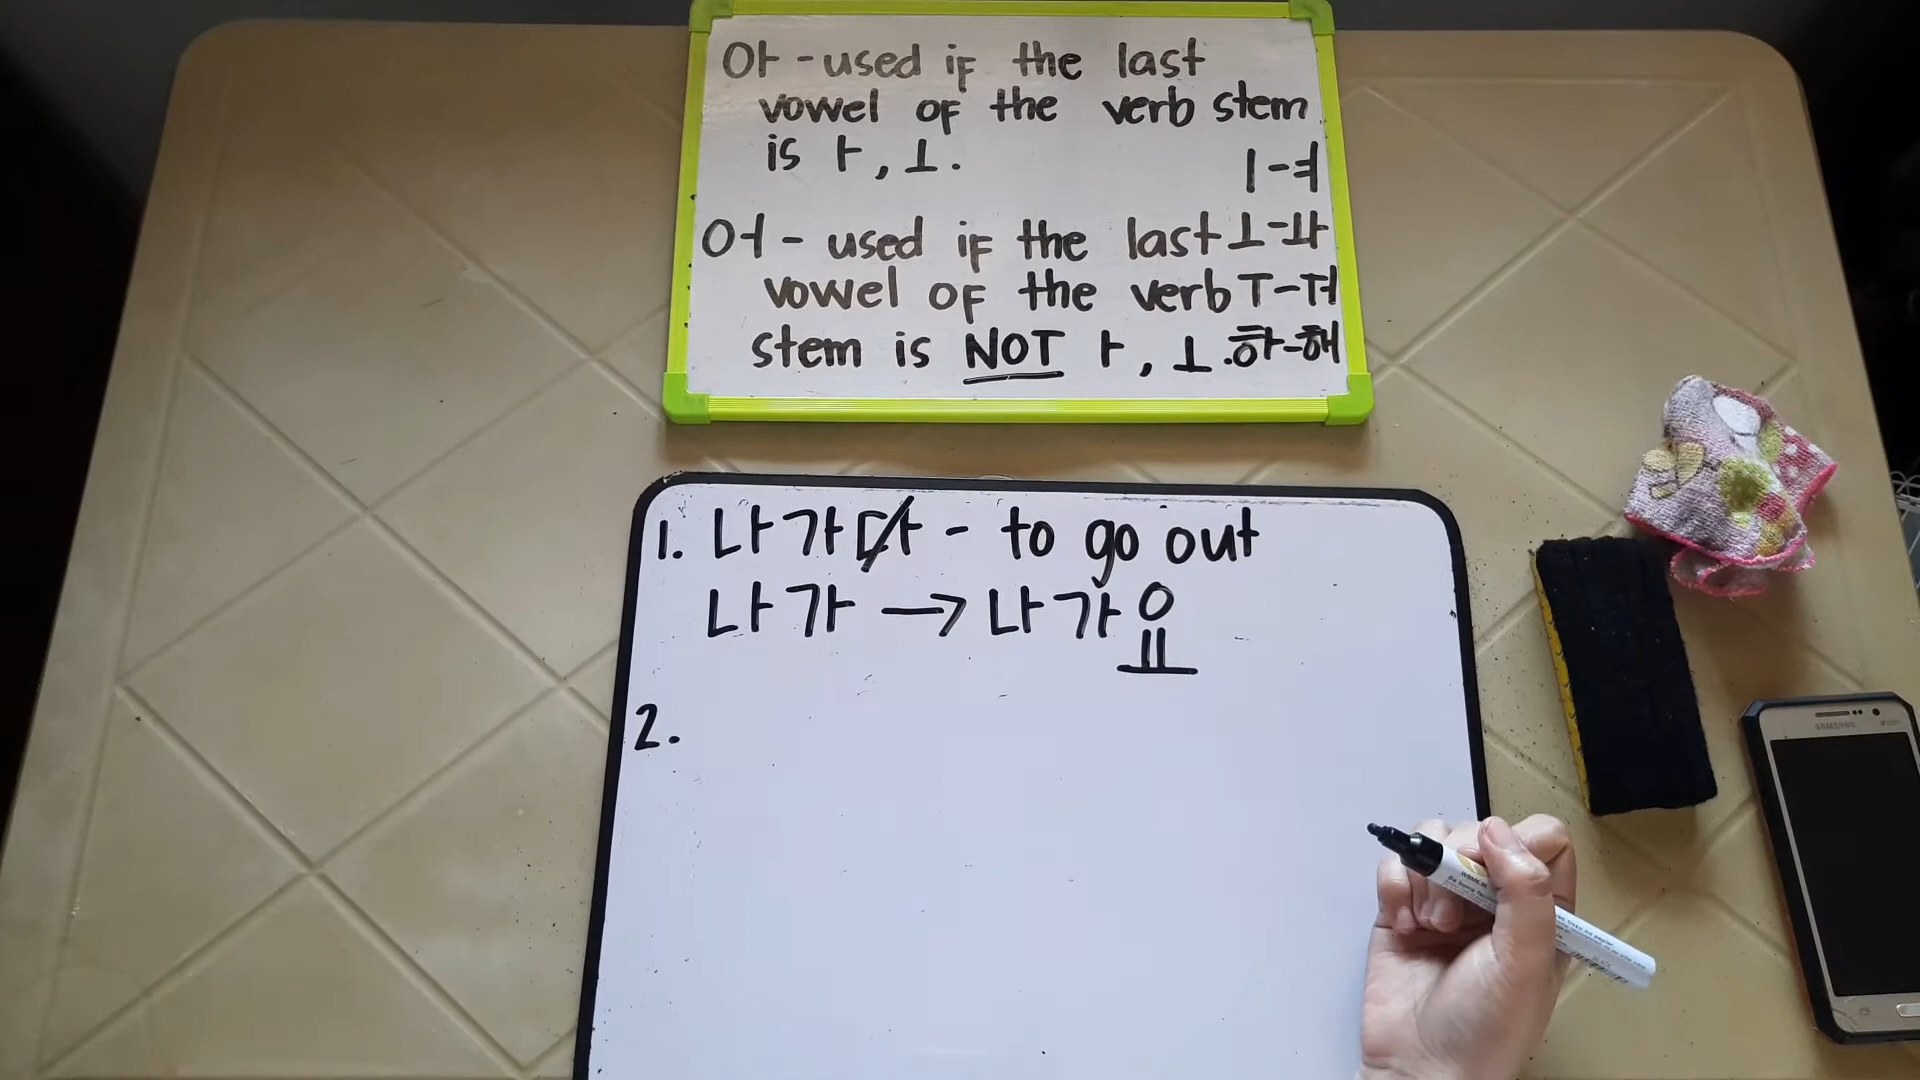 아 - used if the last
vowel of the verb stem
is ㅏ, ㅗ.
ㅣ-ㅕ
어 - used if the last
ㅗ-ㅘ
vowel of the verb
ㅜ-ㅝ
stem is NOT ㅏ, ㅗ.
하-해
1. 나가다 - to go out
나가 → 나가요
2.
SAMSUNG